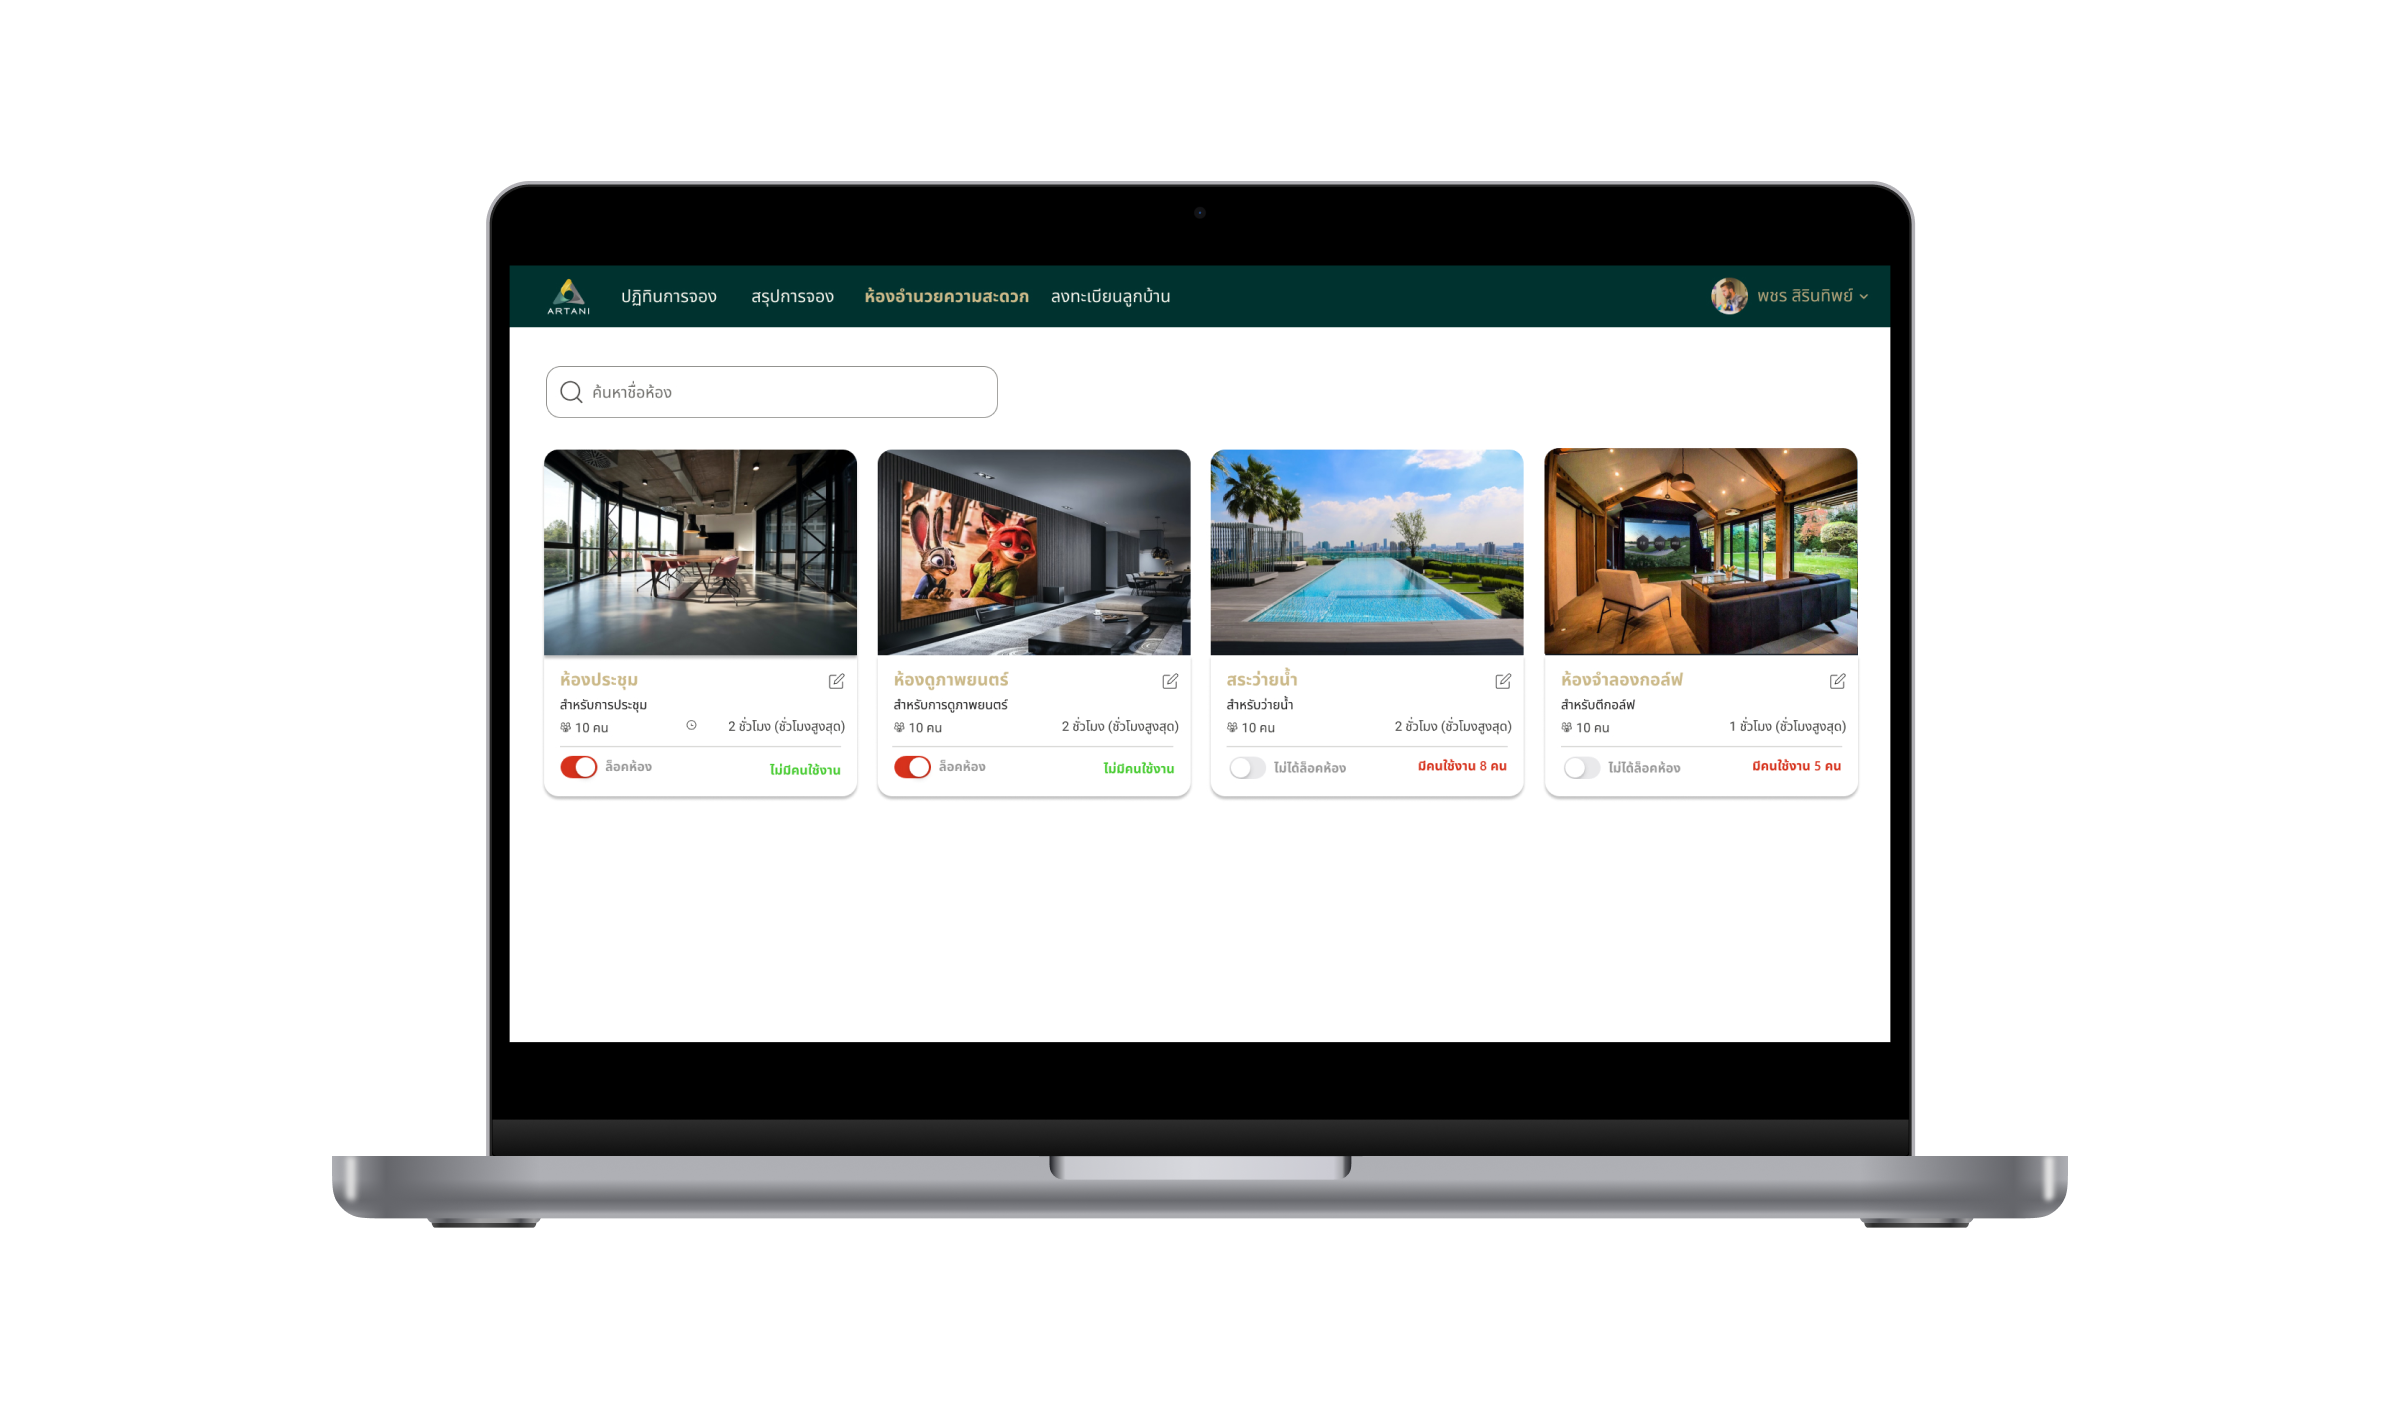 ARTANI
ปฏิทินการจอง
สรุปการจอง
ห้องอำนวยความสะดวก
ลงทะเบียนลูกบ้าน
พชร สิรินทิพย์
ค้นหาชื่อห้อง
ห้องประชุม
สำหรับการประชุม
10 คน
2 ชั่วโมง (ชั่วโมงสูงสุด)
ล็อคห้อง
ไม่มีคนใช้งาน
ห้องดูภาพยนตร์
สำหรับการดูภาพยนตร์
10 คน
2 ชั่วโมง (ชั่วโมงสูงสุด)
ล็อคห้อง
ไม่มีคนใช้งาน
สระว่ายน้ำ
สำหรับว่ายน้ำ
10 คน
2 ชั่วโมง (ชั่วโมงสูงสุด)
ไม่ได้ล็อคห้อง
มีคนใช้งาน 8 คน
ห้องจำลองกอล์ฟ
สำหรับตีกอล์ฟ
10 คน
1 ชั่วโมง (ชั่วโมงสูงสุด)
ไม่ได้ล็อคห้อง
มีคนใช้งาน 5 คน